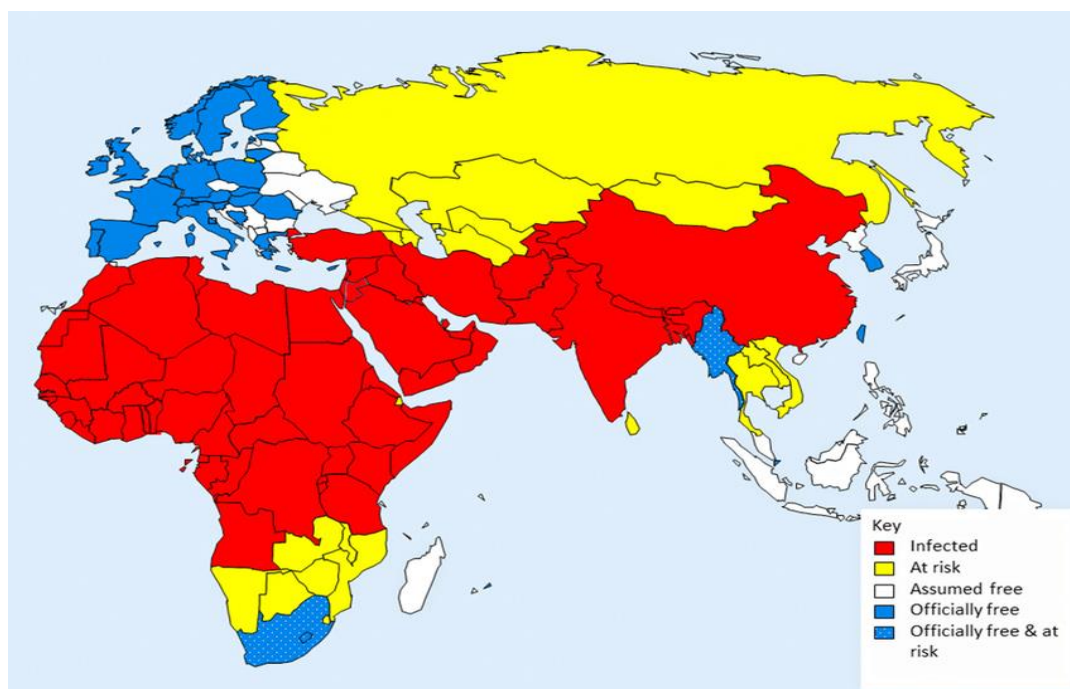 Key
Infected
At risk
Assumed free
Officially free
Officially free & at
risk